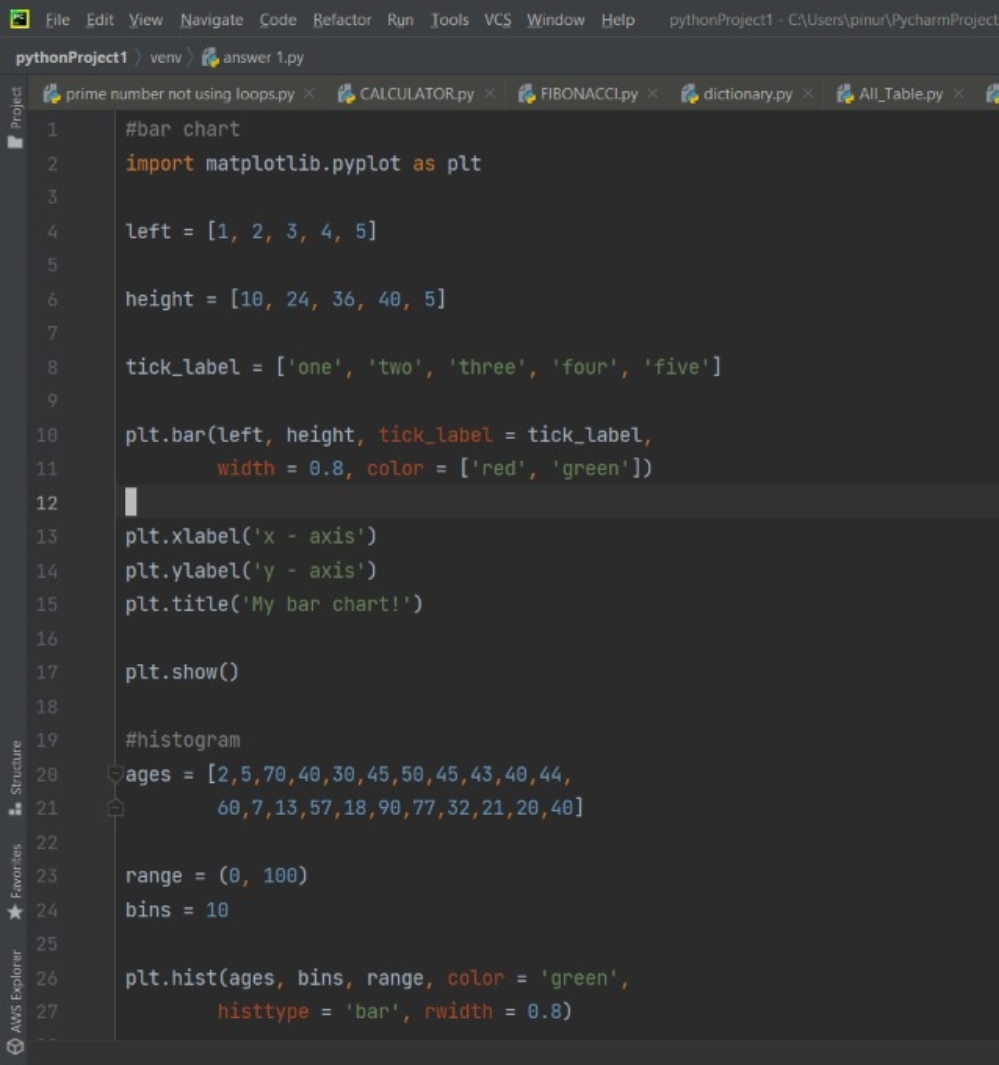 File Edit View Navigate Code Refactor Run Tools VCS Window Help pythonProject1 - C:\Users\pinur\PycharmProject
pythonProject1 venv answer 1.py
prime number not using loops.py CALCULATOR.py FIBONACCI.py dictionary.py All_Table.py
Project
1 #bar chart
2 import matplotlib.pyplot as plt
3
4 left = [1, 2, 3, 4, 5]
5
6 height = [10, 24, 36, 40, 5]
7
8 tick_label = ['one', 'two', 'three', 'four', 'five']
9
10 plt.bar(left, height, tick_label = tick_label,
11 width = 0.8, color = ['red', 'green'])
12
13 plt.xlabel('x - axis')
14 plt.ylabel('y - axis')
15 plt.title('My bar chart!')
16
17 plt.show()
18
19 #histogram
20 ages = [2,5,70,40,30,45,50,45,43,40,44,
21 60,7,13,57,18,90,77,32,21,20,40]
22
23 range = (0, 100)
24 bins = 10
25
26 plt.hist(ages, bins, range, color = 'green',
27 histtype = 'bar', rwidth = 0.8)
Structure
Favorites
AWS Explorer